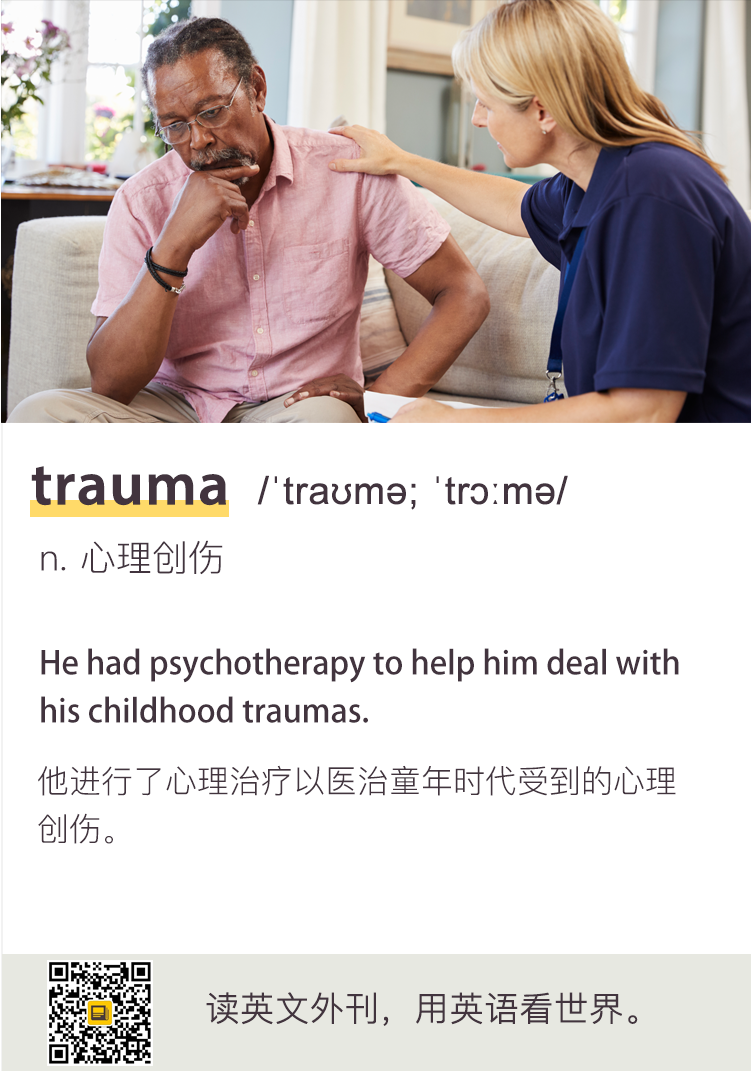 trauma /ˈtraʊmə; ˈtrɔːmə/
n. 心理创伤
He had psychotherapy to help him deal with
his childhood traumas.
他进行了心理治疗以医治童年时代受到的心理
创伤。
读英文外刊，用英语看世界。